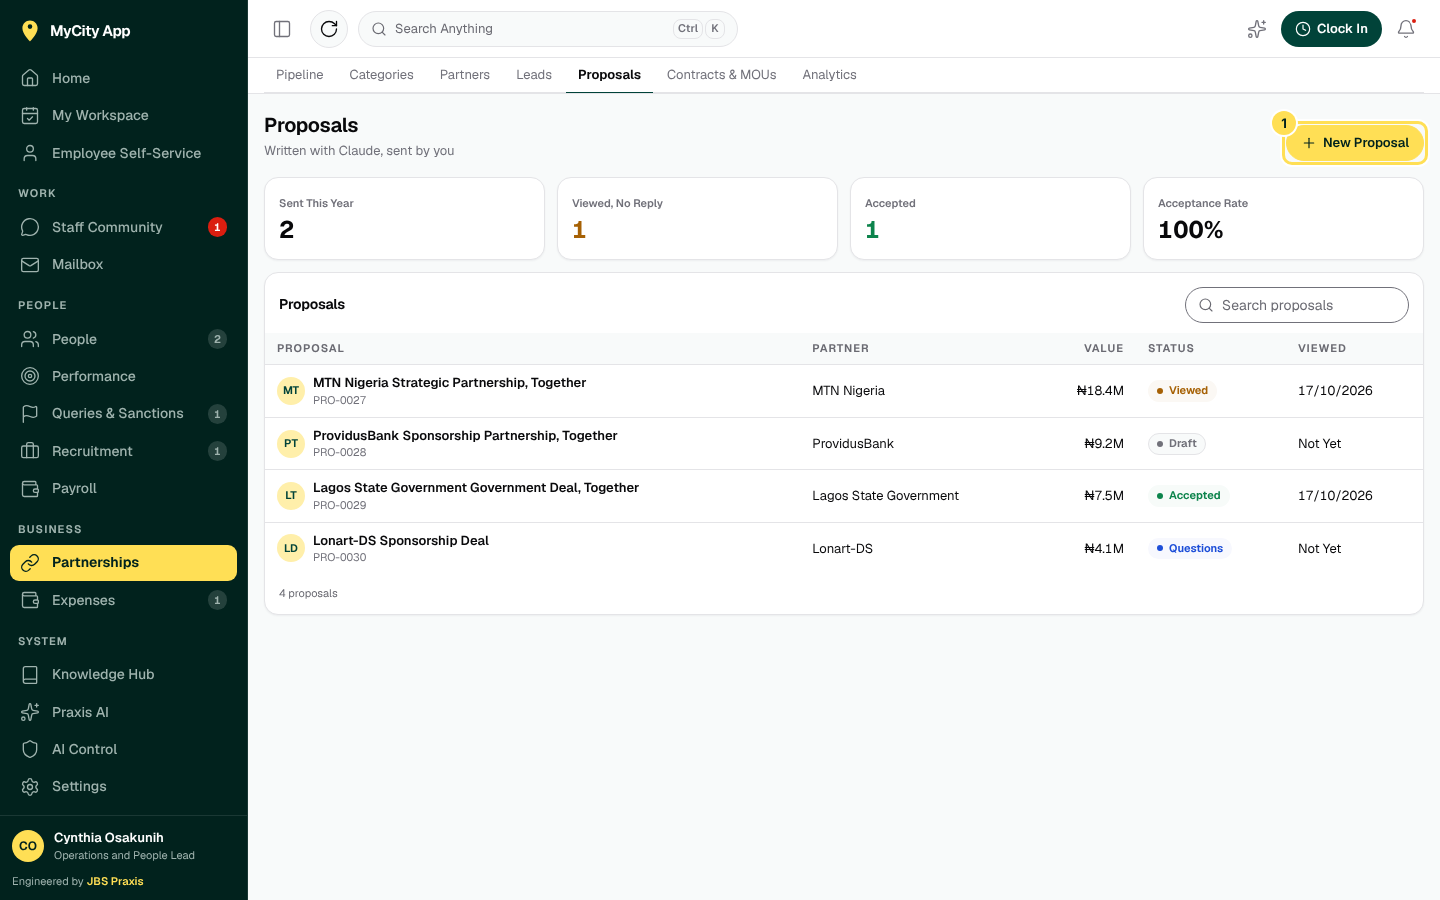 MyCity App
Home
My Workspace
Employee Self-Service
WORK
Staff Community 1
Mailbox
PEOPLE
People 2
Performance
Queries & Sanctions 1
Recruitment 1
Payroll
BUSINESS
Partnerships
Expenses 1
SYSTEM
Knowledge Hub
Praxis AI
AI Control
Settings
CO Cynthia Osakunih
Operations and People Lead
Engineered by JBS Praxis
Search Anything Ctrl K
Clock In
Pipeline Categories Partners Leads Proposals Contracts & MOUs Analytics
Proposals
Written with Claude, sent by you
1
New Proposal
Sent This Year
2
Viewed, No Reply
1
Accepted
1
Acceptance Rate
100%
Proposals
Search proposals
PROPOSAL PARTNER VALUE STATUS VIEWED
MT MTN Nigeria Strategic Partnership, Together
PRO-0027
MTN Nigeria ₦18.4M Viewed 17/10/2026
PT ProvidusBank Sponsorship Partnership, Together
PRO-0028
ProvidusBank ₦9.2M Draft Not Yet
LT Lagos State Government Government Deal, Together
PRO-0029
Lagos State Government ₦7.5M Accepted 17/10/2026
LD Lonart-DS Sponsorship Deal
PRO-0030
Lonart-DS ₦4.1M Questions Not Yet
4 proposals